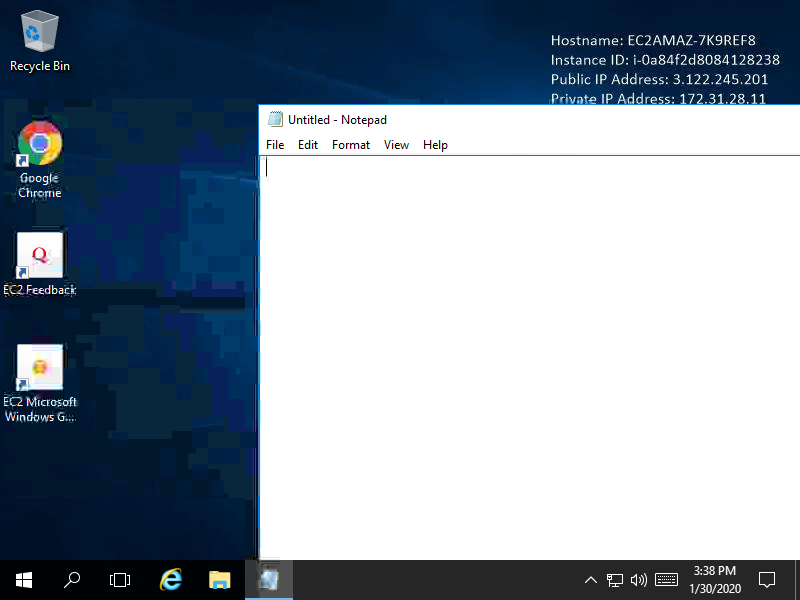 Recycle Bin
Hostname: EC2AMAZ-7K9REF8
Instance ID: i-0a84f2d8084128238
Public IP Address: 3.122.245.201
Private IP Address: 172.31.28.11
Untitled - Notepad
File Edit Format View Help
Google
Chrome
Q
EC2 Feedback
EC2 Microsoft
Windows G...
3:38 PM
1/30/2020